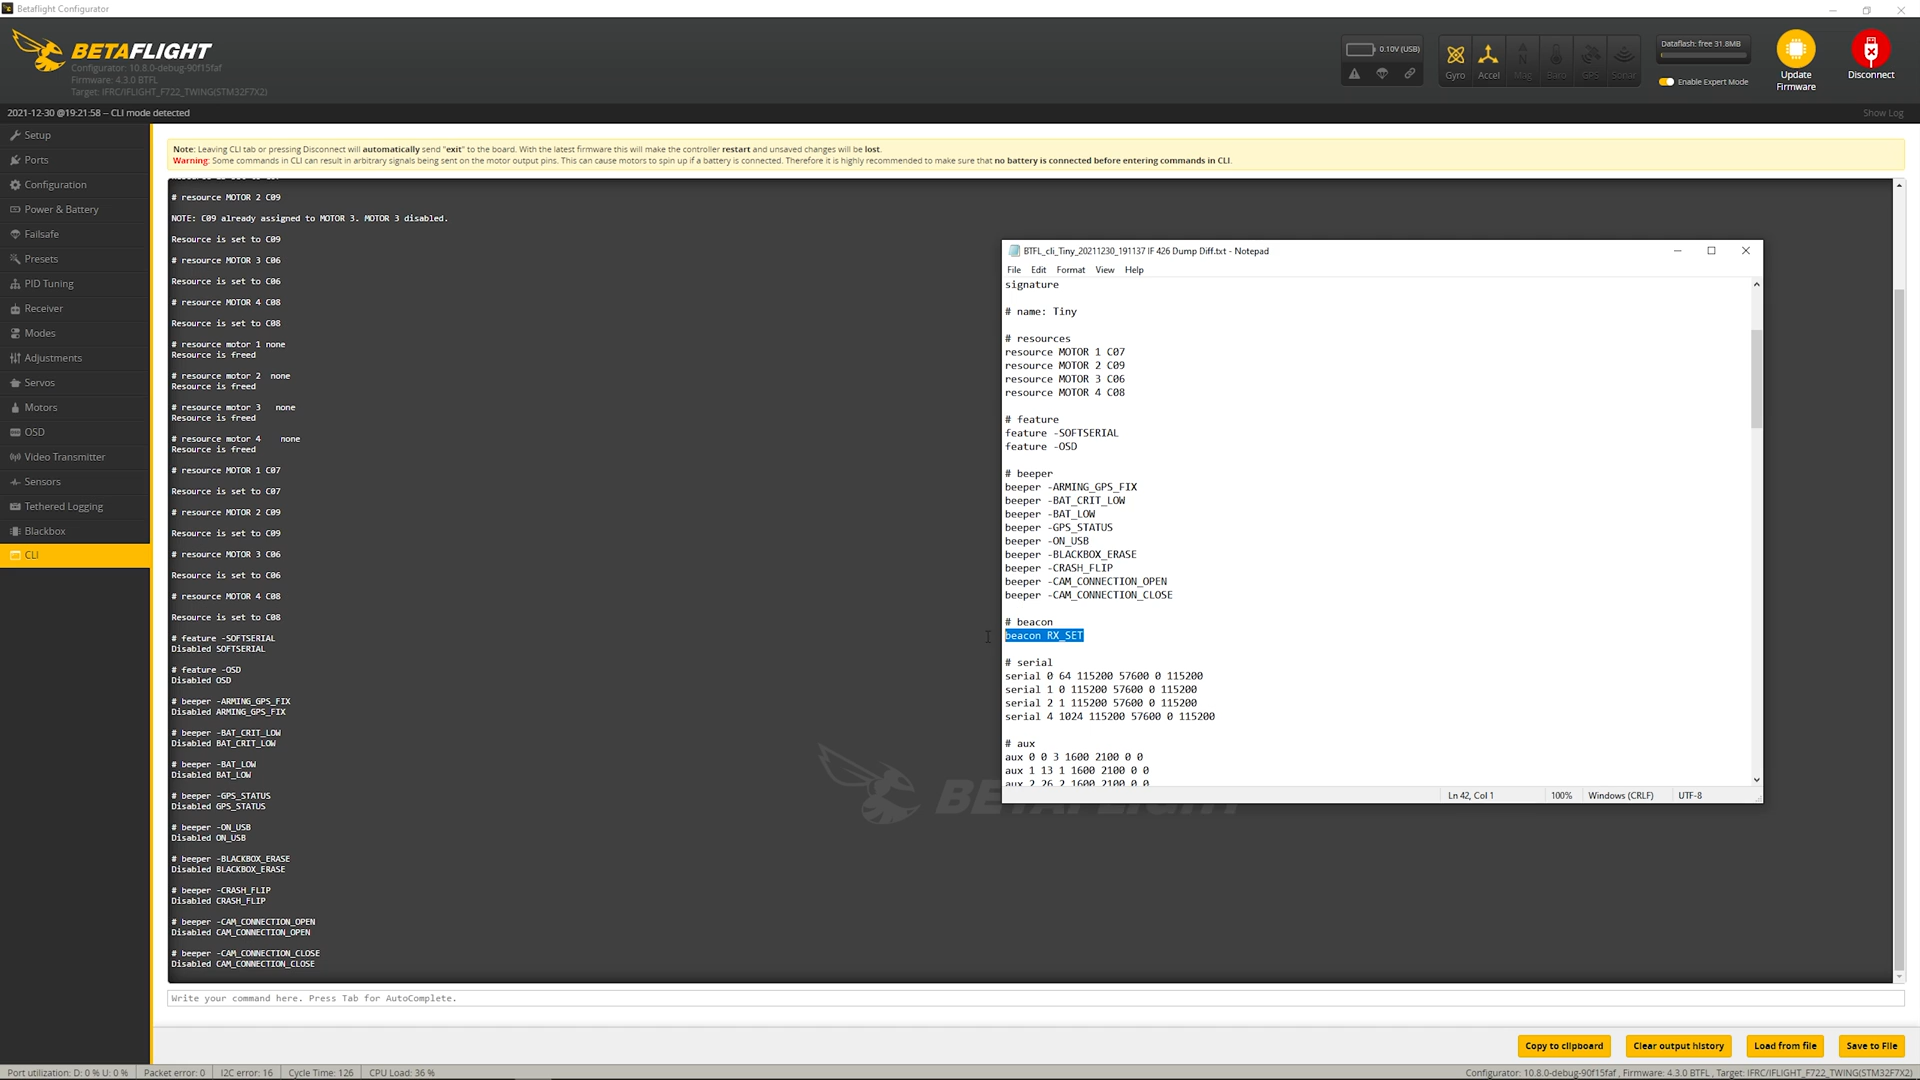 Betaflight Configurator
BETAFLIGHT
Configurator: 10.8.0-debug-90f15faf
Firmware: 4.3.0 BTFL
Target: IFRC/IFLIGHT_F722_TWING(STM32F7X2)
0.10V (USB)
Gyro
Accel
Mag
Baro
GPS
Sonar
Dataflash: free 31.8MB
Enable Expert Mode
Update
Firmware
Disconnect
2021-12-30 @19:21:58 -- CLI mode detected
Show Log
Setup
Ports
Configuration
Power & Battery
Failsafe
Presets
PID Tuning
Receiver
Modes
Adjustments
Servos
Motors
OSD
Video Transmitter
Sensors
Tethered Logging
Blackbox
CLI
Note: Leaving CLI tab or pressing Disconnect will automatically send "exit" to the board. With the latest firmware this will make the controller restart and unsaved changes will be lost.
Warning: Some commands in CLI can result in arbitrary signals being sent on the motor output pins. This can cause motors to spin up if a battery is connected. Therefore it is highly recommended to make sure that no battery is connected before entering commands in CLI.
# resource MOTOR 2 C09
NOTE: C09 already assigned to MOTOR 3. MOTOR 3 disabled.
Resource is set to C09
# resource MOTOR 3 C06
Resource is set to C06
# resource MOTOR 4 C08
Resource is set to C08
# resource motor 1 none
Resource is freed
# resource motor 2  none
Resource is freed
# resource motor 3   none
Resource is freed
# resource motor 4    none
Resource is freed
# resource MOTOR 1 C07
Resource is set to C07
# resource MOTOR 2 C09
Resource is set to C09
# resource MOTOR 3 C06
Resource is set to C06
# resource MOTOR 4 C08
Resource is set to C08
# feature -SOFTSERIAL
Disabled SOFTSERIAL
# feature -OSD
Disabled OSD
# beeper -ARMING_GPS_FIX
Disabled ARMING_GPS_FIX
# beeper -BAT_CRIT_LOW
Disabled BAT_CRIT_LOW
# beeper -BAT_LOW
Disabled BAT_LOW
# beeper -GPS_STATUS
Disabled GPS_STATUS
# beeper -ON_USB
Disabled ON_USB
# beeper -BLACKBOX_ERASE
Disabled BLACKBOX_ERASE
# beeper -CRASH_FLIP
Disabled CRASH_FLIP
# beeper -CAM_CONNECTION_OPEN
Disabled CAM_CONNECTION_OPEN
# beeper -CAM_CONNECTION_CLOSE
Disabled CAM_CONNECTION_CLOSE
BTFL_cli_Tiny_20211230_191137 IF 426 Dump Diff.txt - Notepad
File Edit Format View Help
signature
# name: Tiny
# resources
resource MOTOR 1 C07
resource MOTOR 2 C09
resource MOTOR 3 C06
resource MOTOR 4 C08
# feature
feature -SOFTSERIAL
feature -OSD
# beeper
beeper -ARMING_GPS_FIX
beeper -BAT_CRIT_LOW
beeper -BAT_LOW
beeper -GPS_STATUS
beeper -ON_USB
beeper -BLACKBOX_ERASE
beeper -CRASH_FLIP
beeper -CAM_CONNECTION_OPEN
beeper -CAM_CONNECTION_CLOSE
# beacon
beacon RX_SET
# serial
serial 0 64 115200 57600 0 115200
serial 1 0 115200 57600 0 115200
serial 2 1 115200 57600 0 115200
serial 4 1024 115200 57600 0 115200
# aux
aux 0 0 3 1600 2100 0 0
aux 1 13 1 1600 2100 0 0
aux 2 26 2 1600 2100 0 0
Ln 42, Col 1
100%
Windows (CRLF)
UTF-8
Write your command here. Press Tab for AutoComplete.
Copy to clipboard
Clear output history
Load from file
Save to File
Port utilization: D: 0 % U: 0 %
Packet error: 0
I2C error: 16
Cycle Time: 126
CPU Load: 36 %
Configurator: 10.8.0-debug-90f15faf , Firmware: 4.3.0 BTFL , Target: IFRC/IFLIGHT_F722_TWING(STM32F7X2)